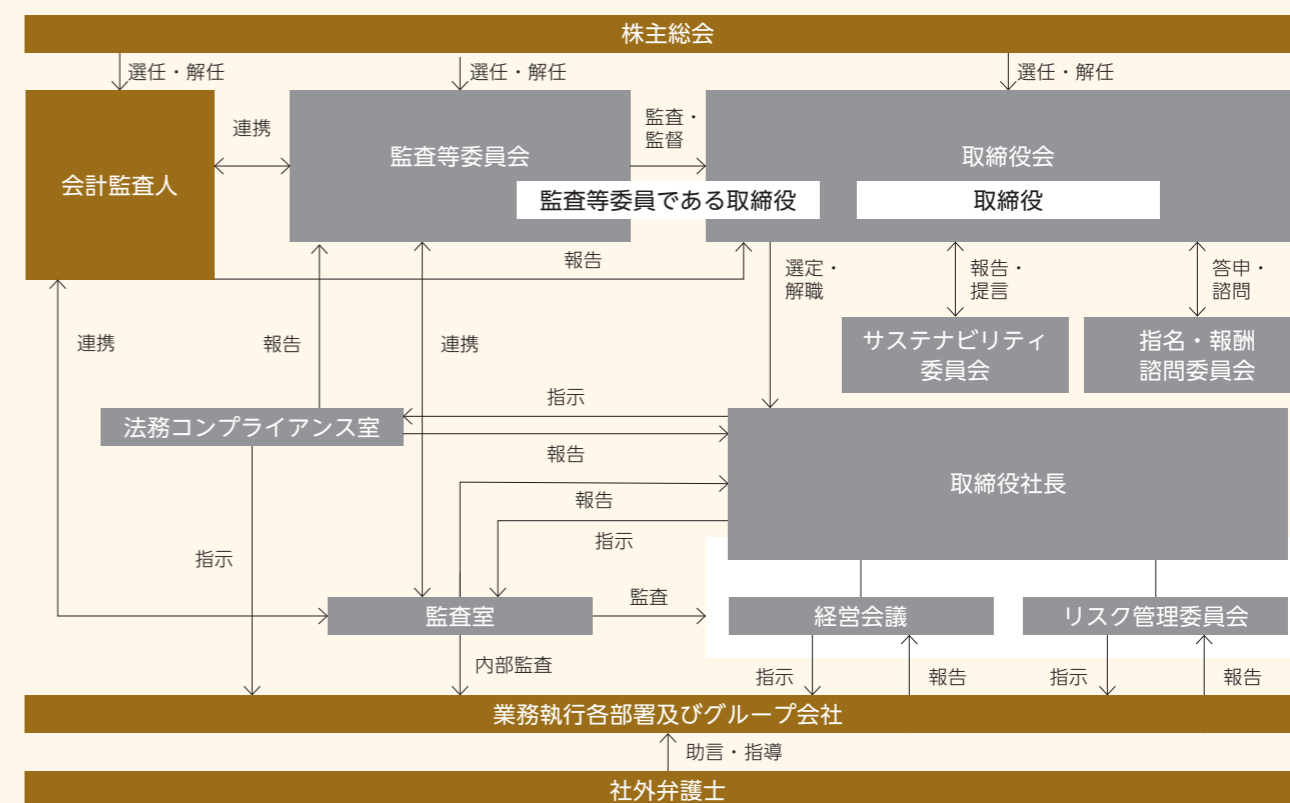 株主総会
選任・解任
選任・解任
選任・解任
会計監査人
連携
監査等委員会
監査・
監督
取締役会
監査等委員である取締役
取締役
報告
選定・
解職
報告・
提言
答申・
諮問
連携
報告
連携
サステナビリティ
委員会
指名・報酬
諮問委員会
指示
法務コンプライアンス室
報告
取締役社長
報告
指示
指示
監査室
監査
経営会議
リスク管理委員会
内部監査
指示
報告
指示
報告
業務執行各部署及びグループ会社
助言・指導
社外弁護士